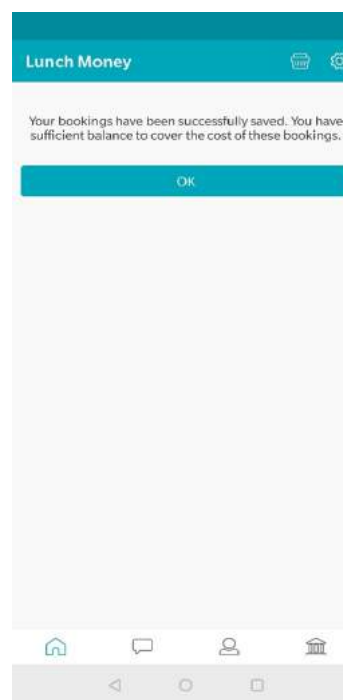 Lunch Money
Your bookings have been successfully saved. You have
sufficient balance to cover the cost of these bookings.
OK